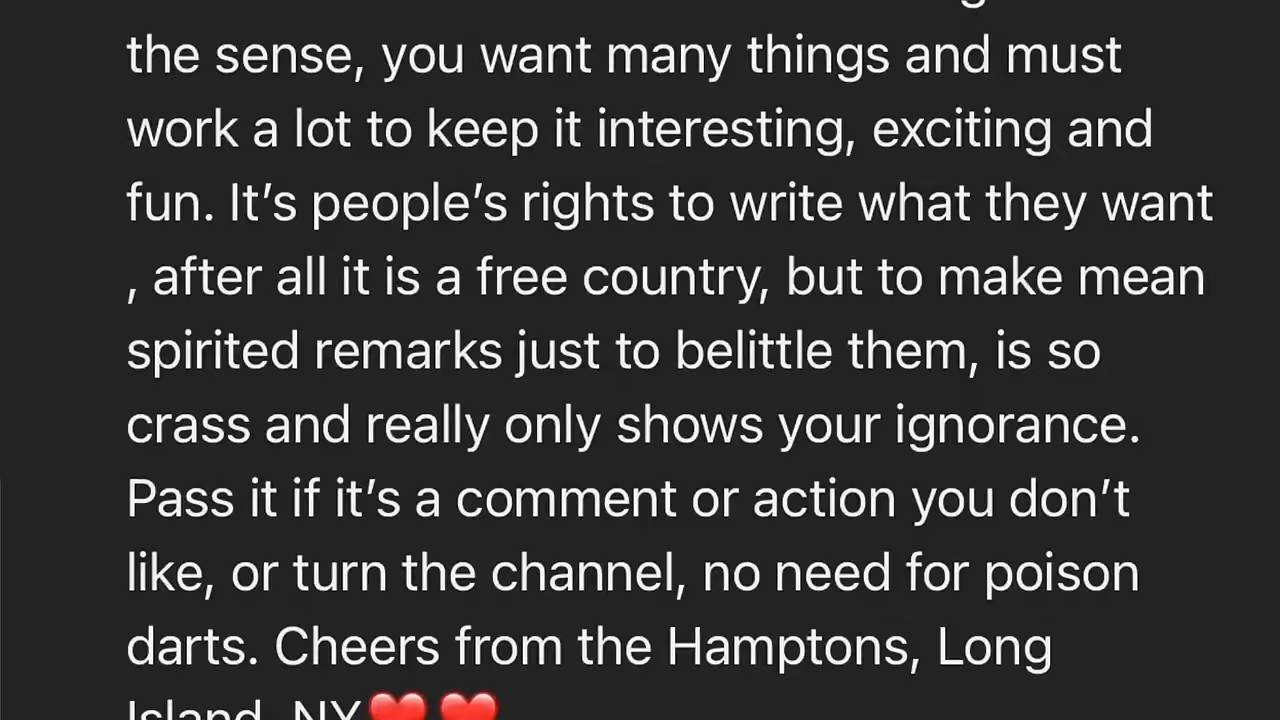 the sense, you want many things and must
work a lot to keep it interesting, exciting and
fun. It’s people’s rights to write what they want
, after all it is a free country, but to make mean
spirited remarks just to belittle them, is so
crass and really only shows your ignorance.
Pass it if it’s a comment or action you don’t
like, or turn the channel, no need for poison
darts. Cheers from the Hamptons, Long
Island, NY❤️❤️